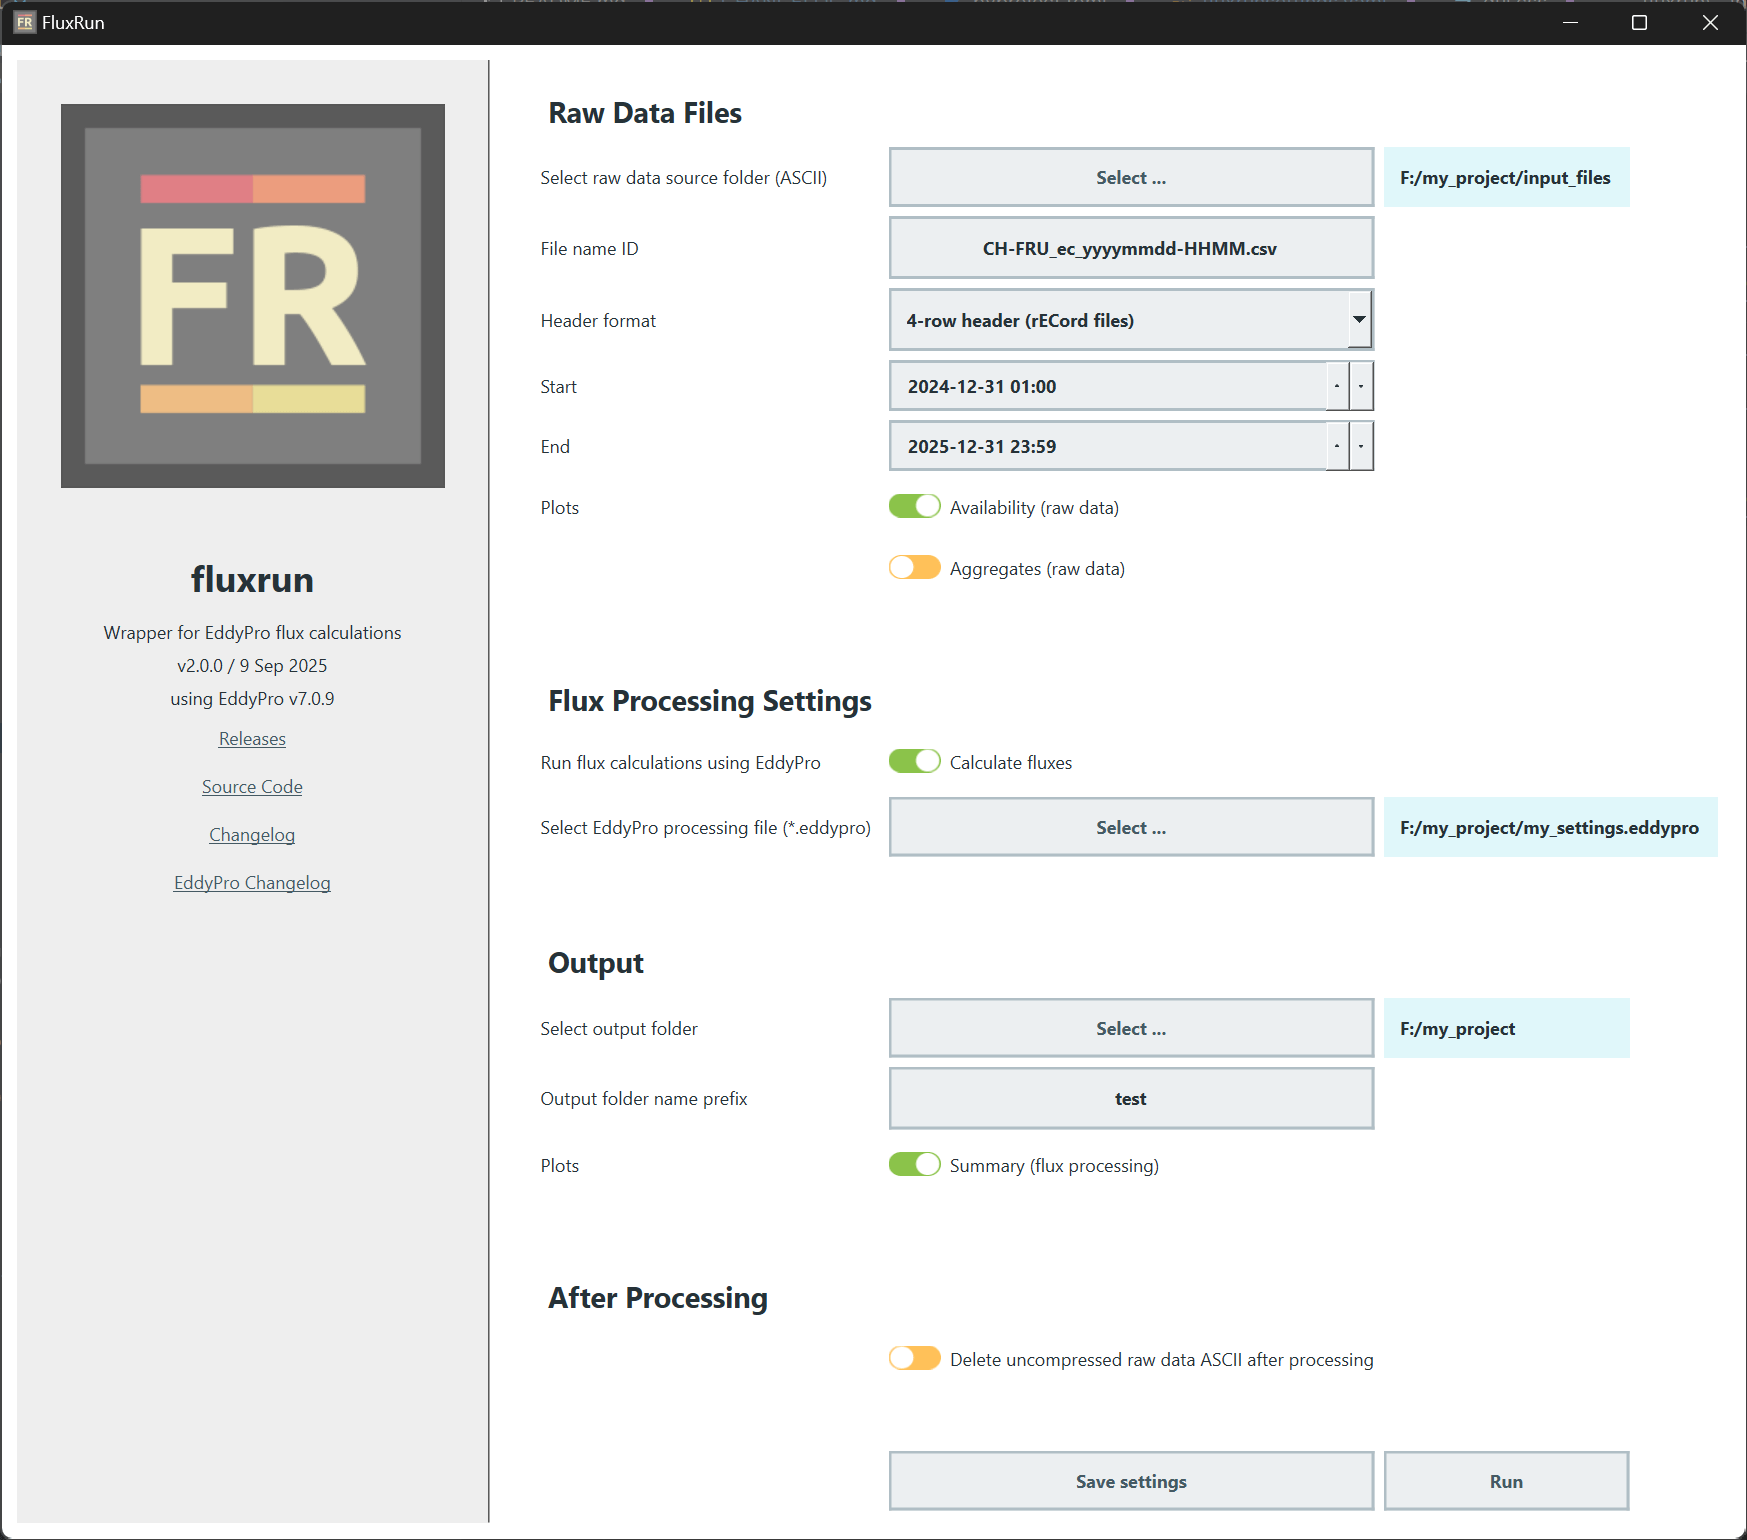 FluxRun
FR
fluxrun
Wrapper for EddyPro flux calculations
v2.0.0 / 9 Sep 2025
using EddyPro v7.0.9
Releases
Source Code
Changelog
EddyPro Changelog
Raw Data Files
Select raw data source folder (ASCII) Select ... F:/my_project/input_files
File name ID CH-FRU_ec_yyyymmdd-HHMM.csv
Header format 4-row header (rECord files)
Start 2024-12-31 01:00
End 2025-12-31 23:59
Plots Availability (raw data)
Aggregates (raw data)
Flux Processing Settings
Run flux calculations using EddyPro Calculate fluxes
Select EddyPro processing file (*.eddypro) Select ... F:/my_project/my_settings.eddypro
Output
Select output folder Select ... F:/my_project
Output folder name prefix test
Plots Summary (flux processing)
After Processing
Delete uncompressed raw data ASCII after processing
Save settings Run